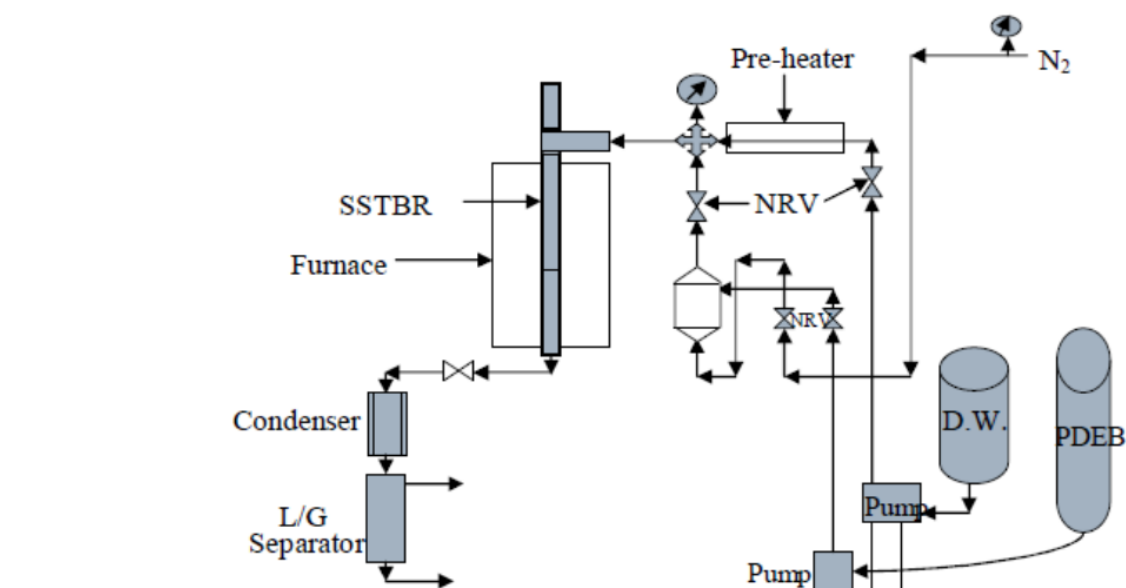 Pre-heater
N₂
SSTBR
NRV
Furnace
NRV
Condenser
D.W.
PDEB
Pump
L/G
Separator
Pump